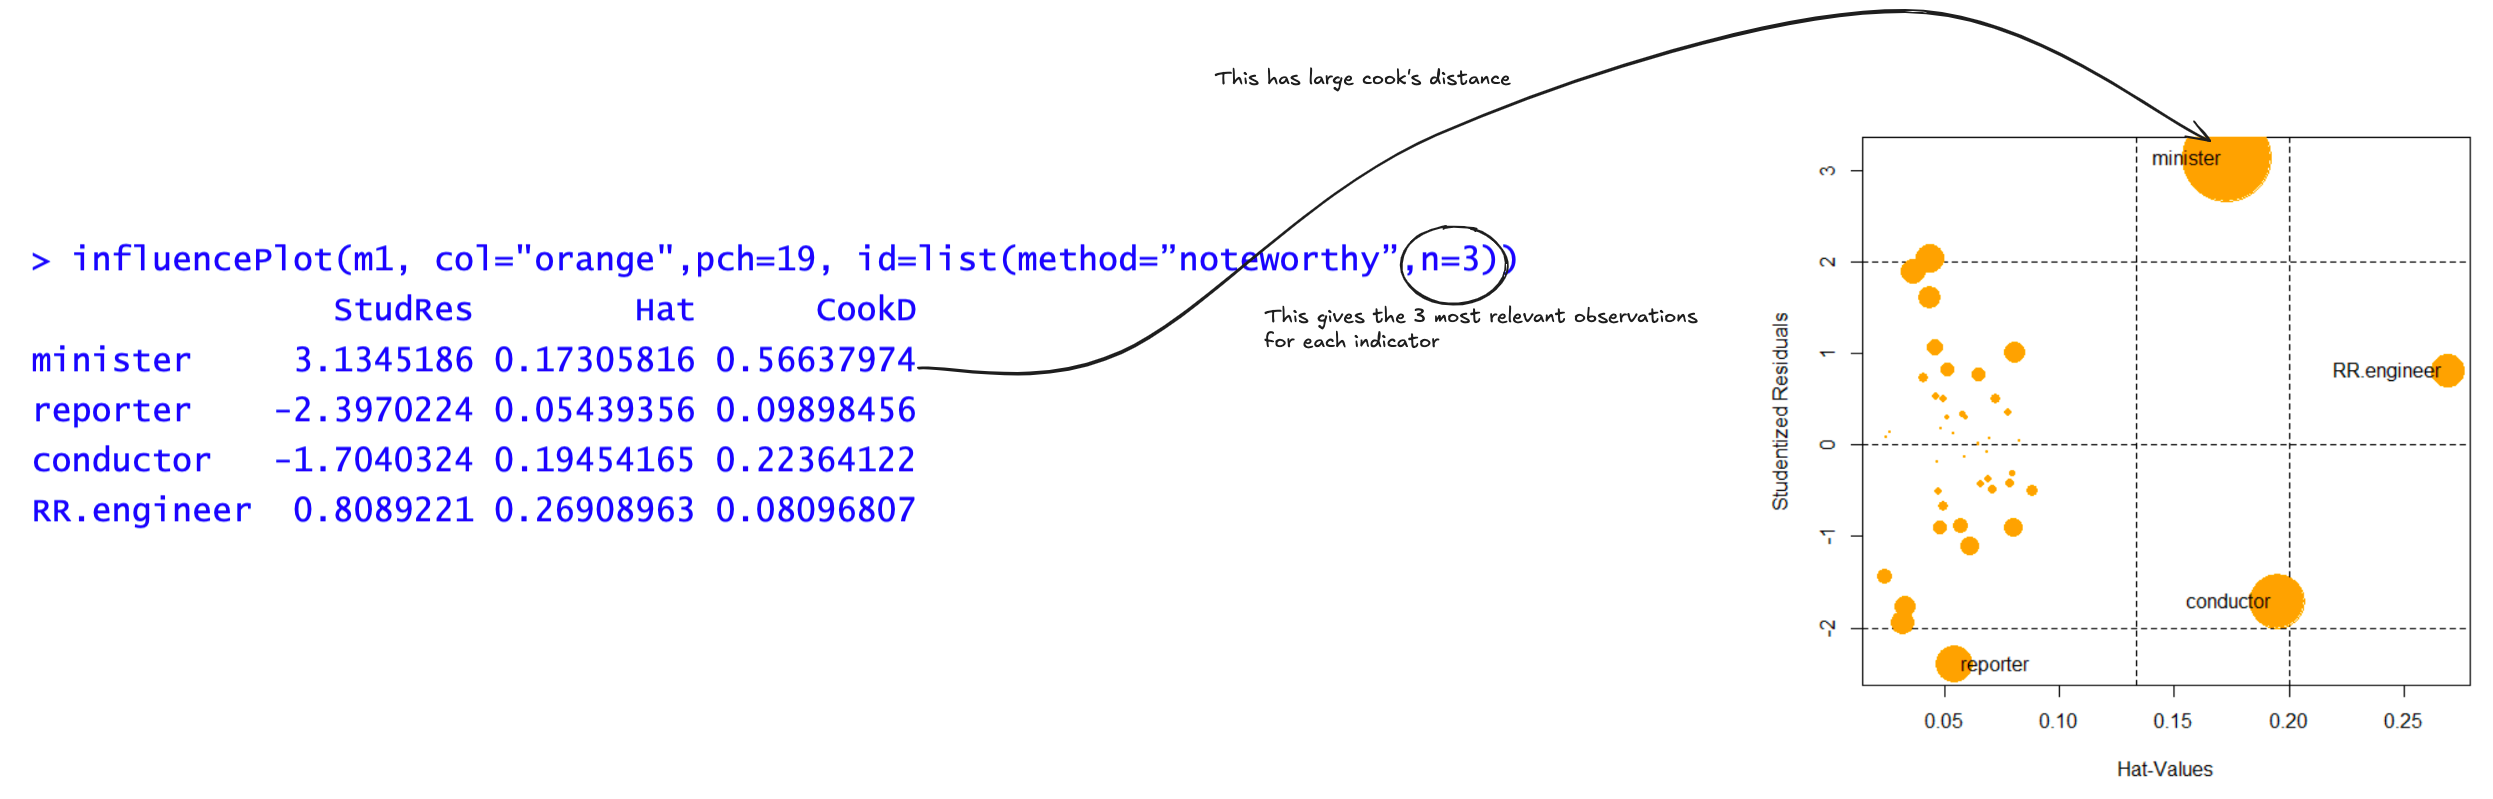 This has large cook's distance
> influencePlot(m1, col="orange",pch=19, id=list(method=”noteworthy”,n=3))
StudRes Hat CookD
minister 3.1345186 0.17305816 0.56637974
reporter -2.3970224 0.05439356 0.09898456
conductor -1.7040324 0.19454165 0.22364122
RR.engineer 0.8089221 0.26908963 0.08096807
This gives the 3 most relevant observations
for each indicator
Studentized Residuals
3
2
1
0
-1
-2
minister
RR.engineer
conductor
reporter
0.05 0.10 0.15 0.20 0.25
Hat-Values